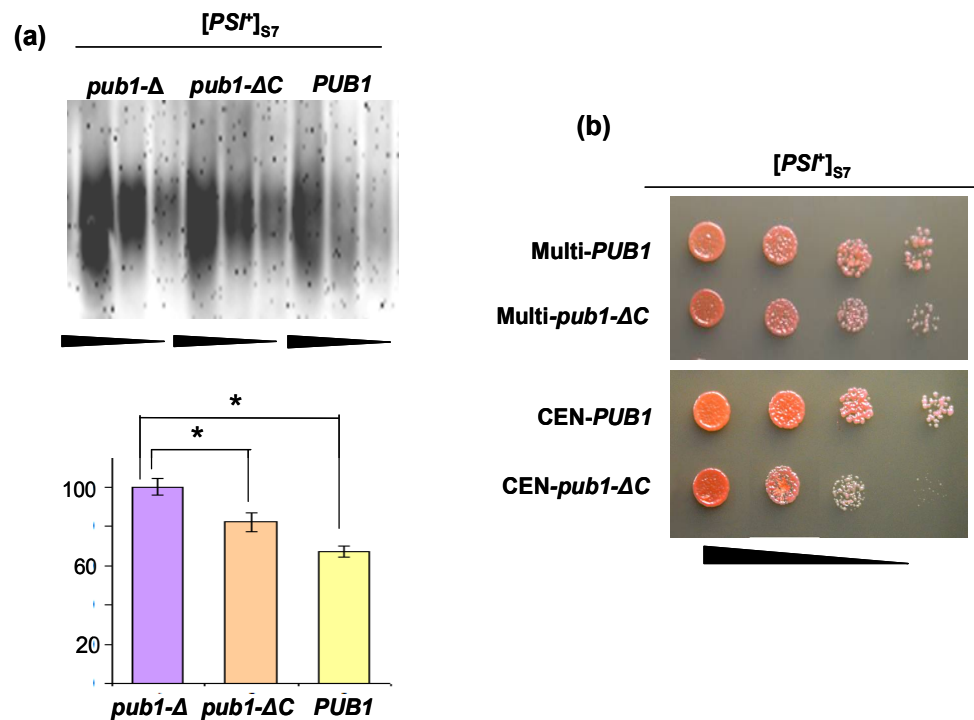 (a)
[PSI⁺]S7
pub1-Δ pub1-ΔC PUB1
*
*
100
60
20
pub1-Δ pub1-ΔC PUB1
(b)
[PSI⁺]S7
Multi-PUB1
Multi-pub1-ΔC
CEN-PUB1
CEN-pub1-ΔC